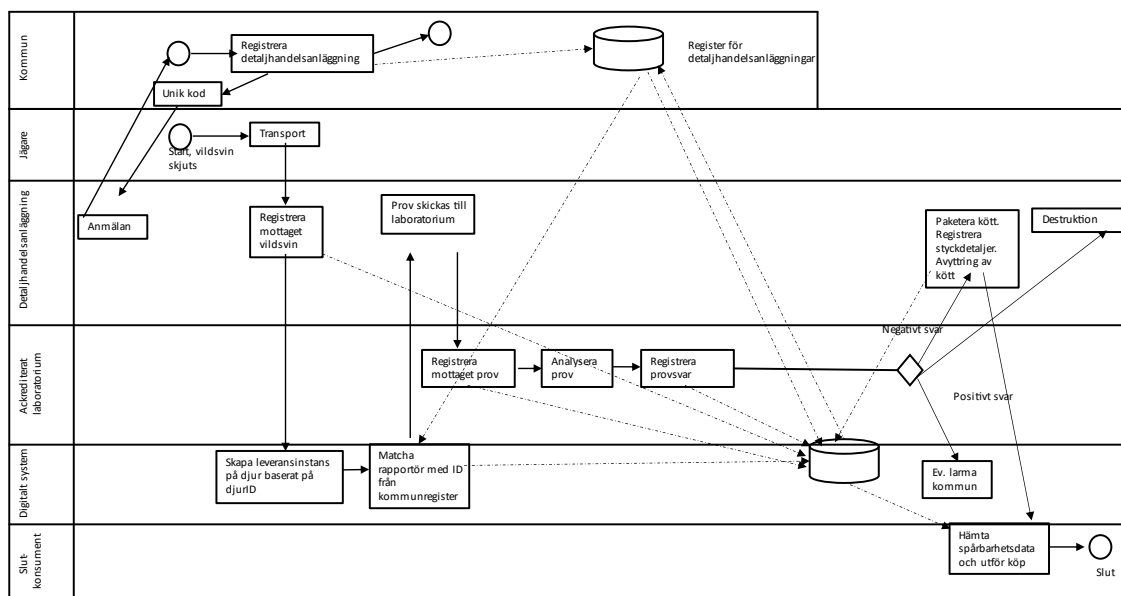 Kommun
Registrera
detaljhandelsanläggning
Unik kod
Register för
detaljhandelsanläggningar
Jägare
Start, vildsvin
skjuts
Transport
Detaljhandelsanläggning
Anmälan
Registrera
mottaget
vildsvin
Prov skickas till
laboratorium
Paketera kött.
Registrera
styckdetaljer.
Avyttring av
kött
Destruktion
Negativt svar
Ackrediterat
laboratorium
Registrera
mottaget prov
Analysera
prov
Registrera
provsvar
Positivt svar
Digitalt system
Skapa leveransinstans
på djur baserat på
djurID
Matcha
rapportör med ID
från
kommunregister
Ev. larma
kommun
Slut-
konsument
Hämta
spårbarhetsdata
och utför köp
Slut